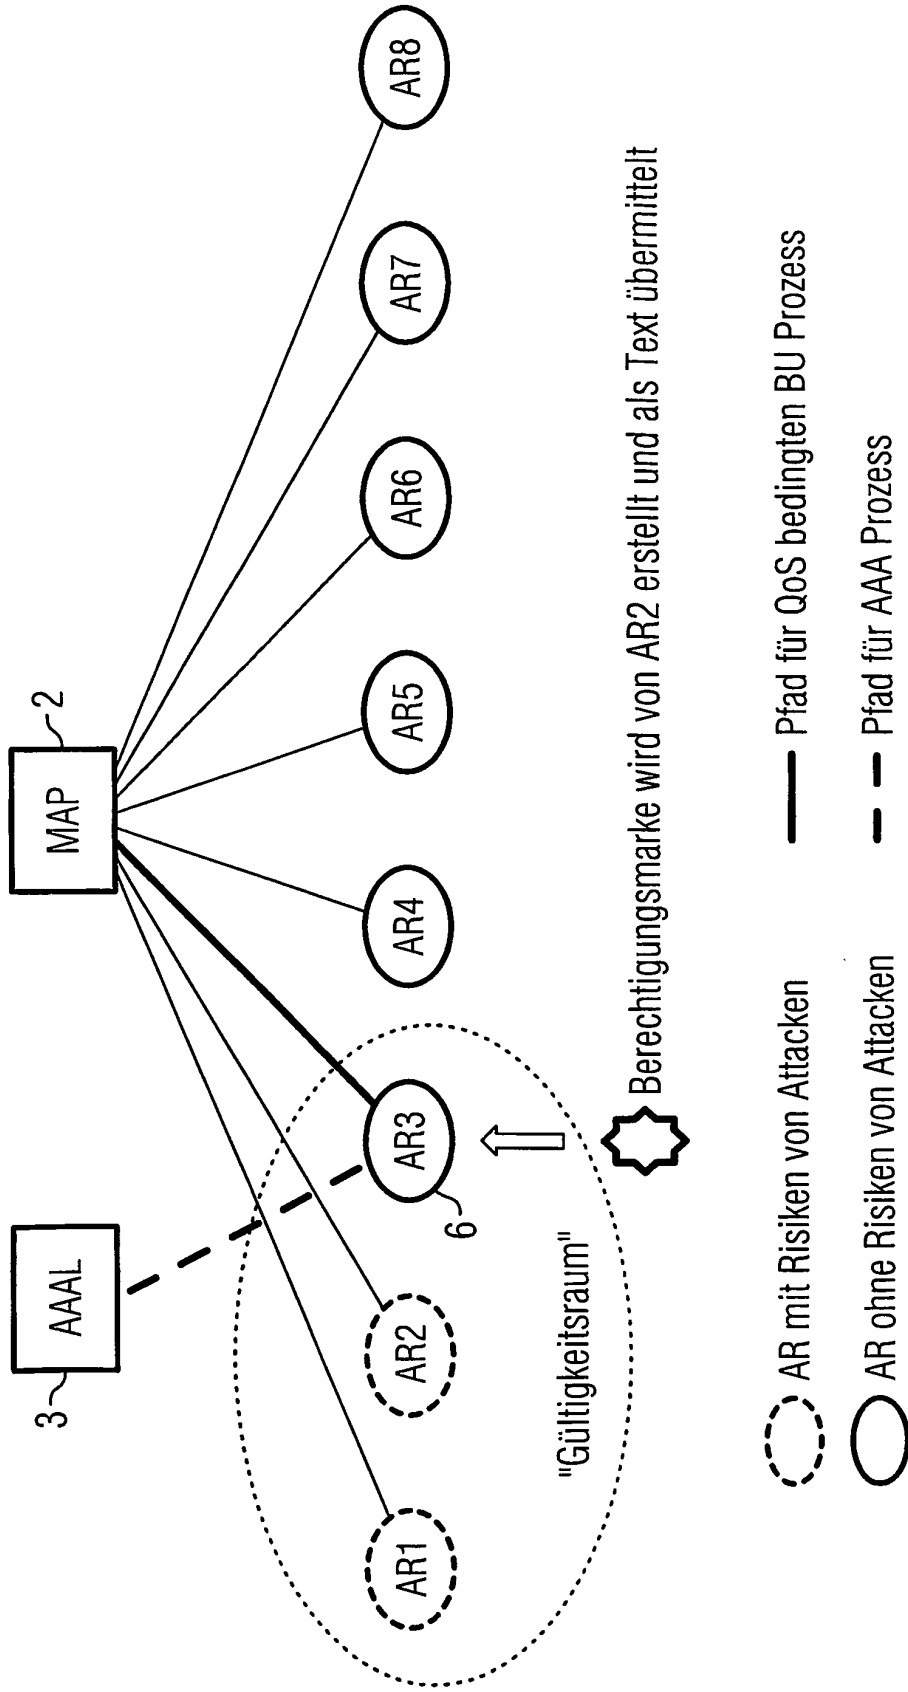 3
AAAL
MAP
2
AR1
AR2
AR3
AR4
AR5
AR6
AR7
AR8
6
"Gültigkeitsraum"
Berechtigungsmarke wird von AR2 erstellt und als Text übermittelt
AR mit Risiken von Attacken
Pfad für QoS bedingten BU Prozess
AR ohne Risiken von Attacken
Pfad für AAA Prozess